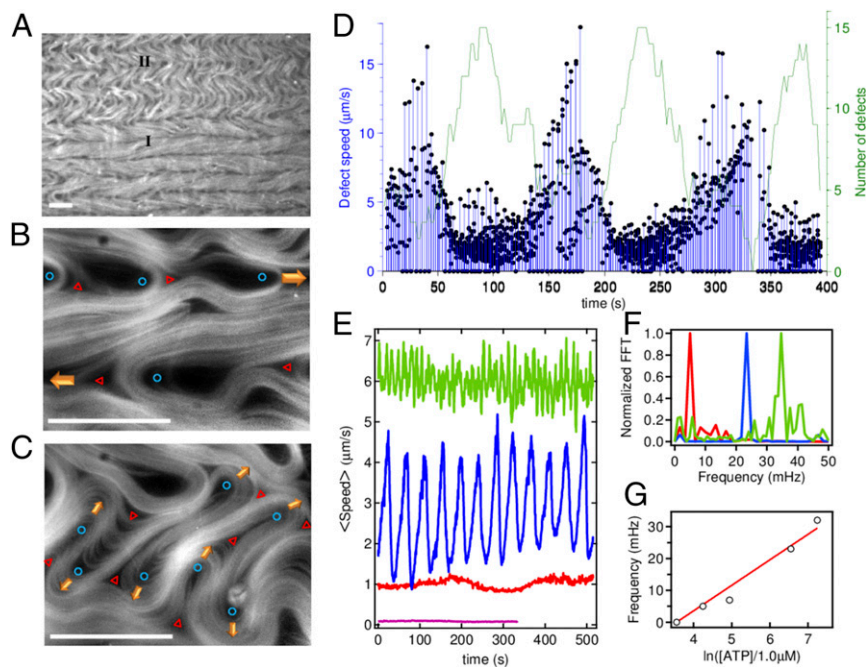 A
II
I
B
C
D
Defect speed (µm/s)
15
10
5
0
0 50 100 150 200 250 300 350 400
time (s)
15
10
5
0
Number of defects
E
<Speed> (µm/s)
7
6
5
4
3
2
1
0
0 100 200 300 400 500
time (s)
F
Normalized FFT
1.0
0.8
0.6
0.4
0.2
0.0
0 10 20 30 40 50
Frequency (mHz)
G
Frequency (mHz)
30
20
10
0
4 5 6 7
ln([ATP]/1.0µM)